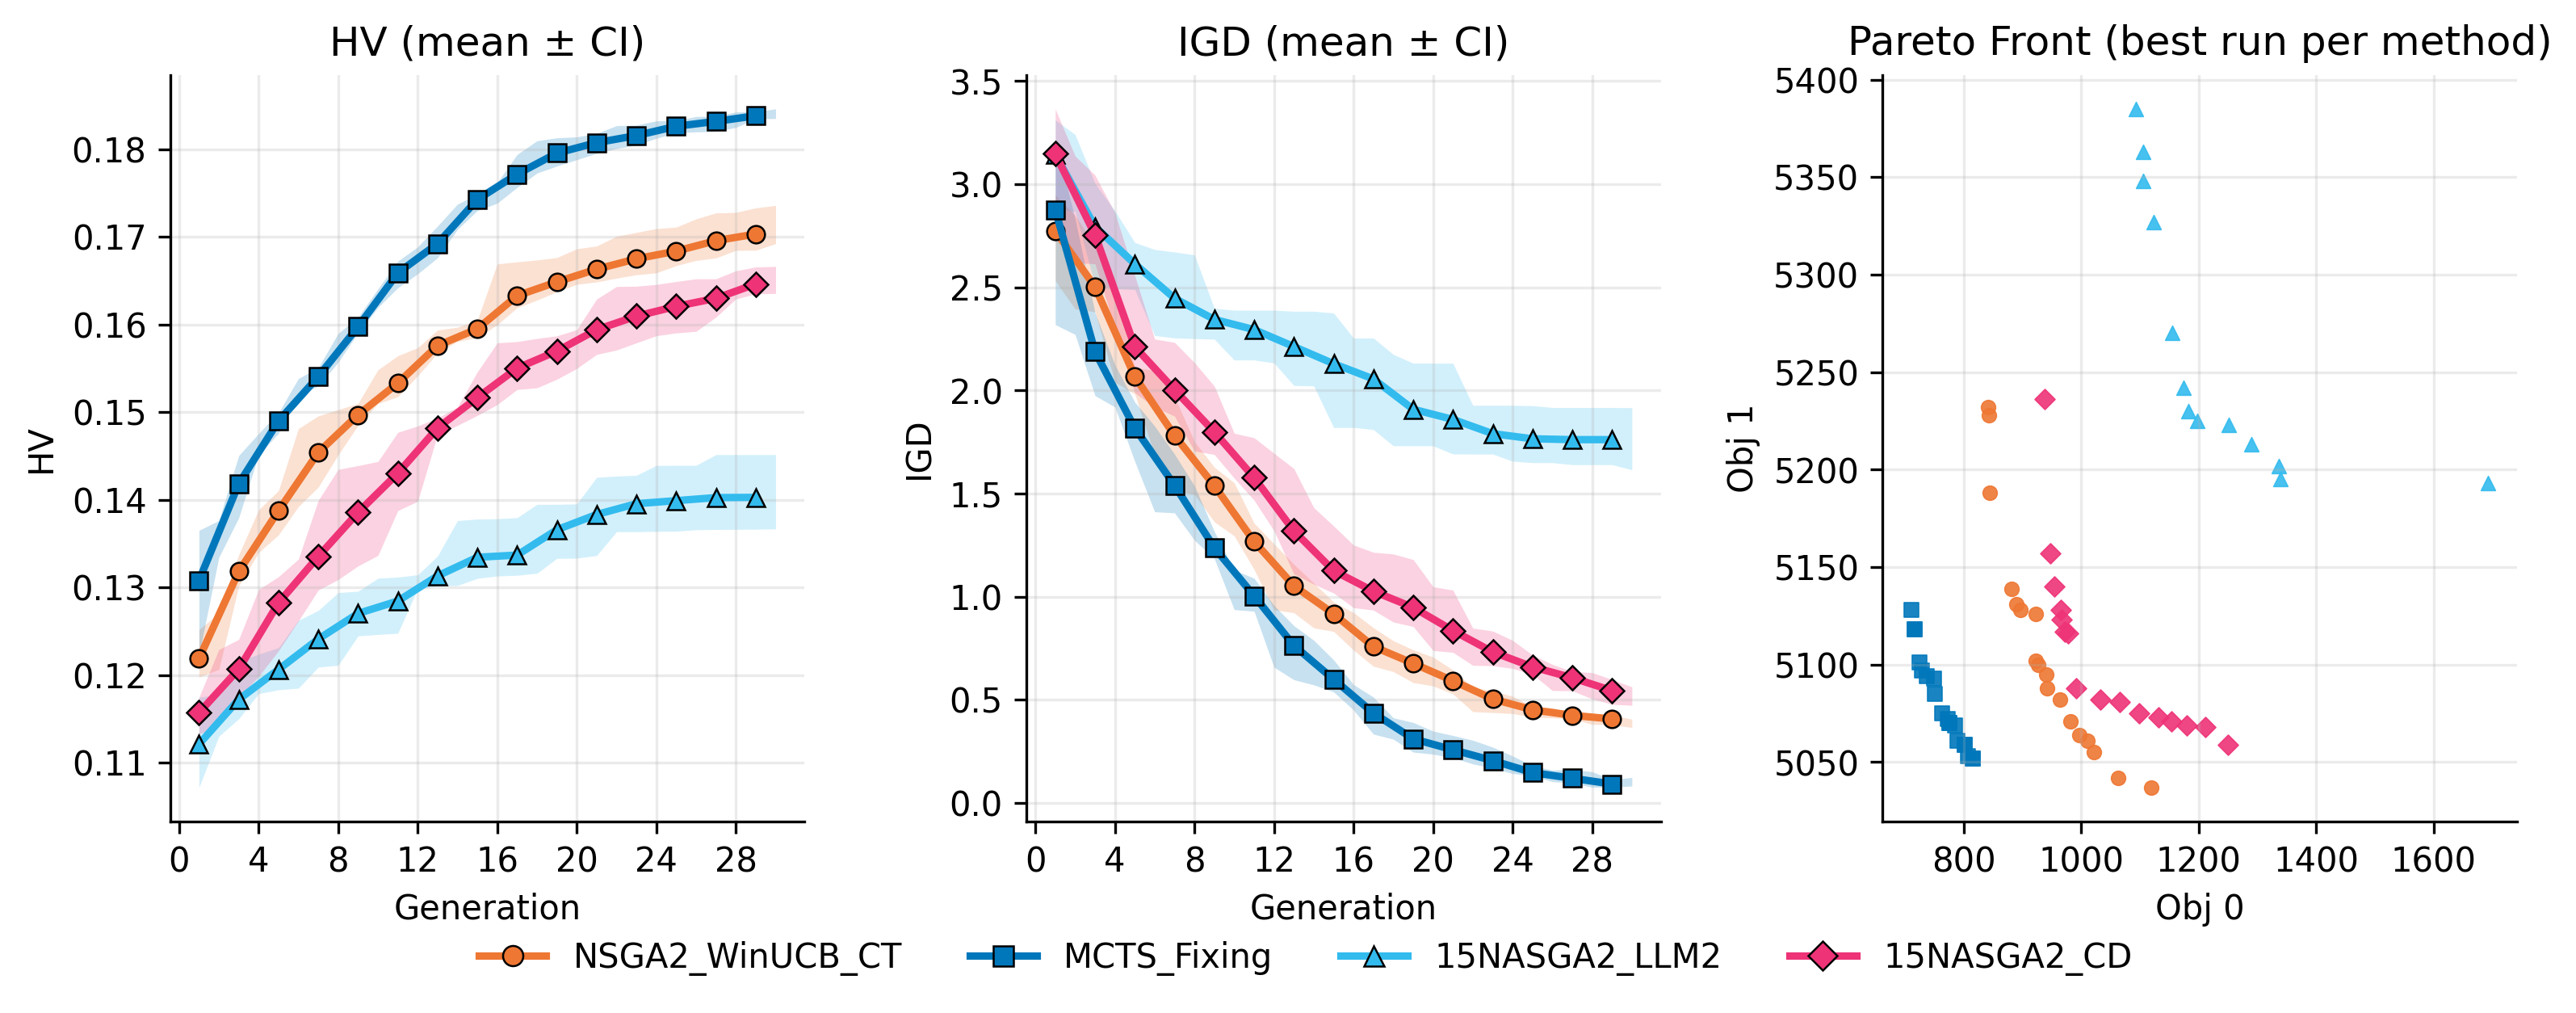 HV (mean ± CI)
HV
0.18
0.17
0.16
0.15
0.14
0.13
0.12
0.11
0 4 8 12 16 20 24 28
Generation
IGD (mean ± CI)
IGD
3.5
3.0
2.5
2.0
1.5
1.0
0.5
0.0
0 4 8 12 16 20 24 28
Generation
Pareto Front (best run per method)
Obj 1
5400
5350
5300
5250
5200
5150
5100
5050
800 1000 1200 1400 1600
Obj 0
NSGA2_WinUCB_CT MCTS_Fixing 15NASGA2_LLM2 15NASGA2_CD